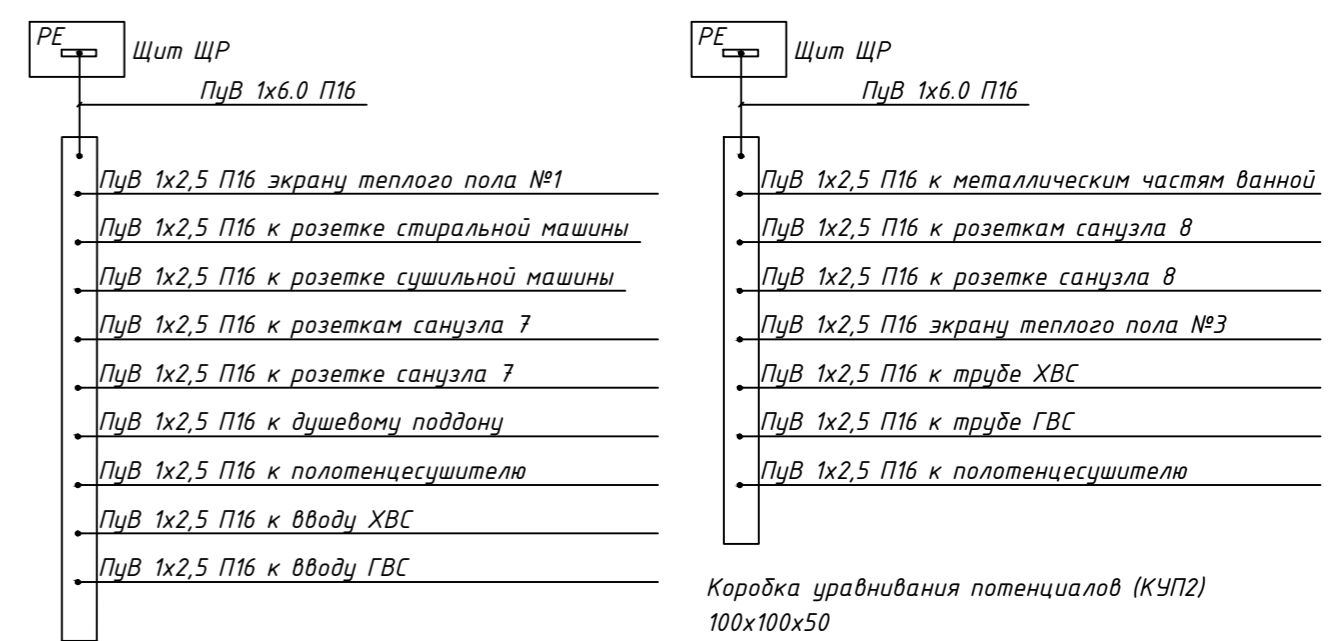 PE
Щит ЩР
ПуВ 1х6.0 П16
ПуВ 1х2,5 П16 экрану теплого пола №1
ПуВ 1х2,5 П16 к розетке стиральной машины
ПуВ 1х2,5 П16 к розетке сушильной машины
ПуВ 1х2,5 П16 к розеткам санузла 7
ПуВ 1х2,5 П16 к розетке санузла 7
ПуВ 1х2,5 П16 к душевому поддону
ПуВ 1х2,5 П16 к полотенцесушителю
ПуВ 1х2,5 П16 к вводу ХВС
ПуВ 1х2,5 П16 к вводу ГВС
PE
Щит ЩР
ПуВ 1х6.0 П16
ПуВ 1х2,5 П16 к металлическим частям ванной
ПуВ 1х2,5 П16 к розеткам санузла 8
ПуВ 1х2,5 П16 к розетке санузла 8
ПуВ 1х2,5 П16 экрану теплого пола №3
ПуВ 1х2,5 П16 к трубе ХВС
ПуВ 1х2,5 П16 к трубе ГВС
ПуВ 1х2,5 П16 к полотенцесушителю
Коробка уравнивания потенциалов (КУП2)
100х100х50